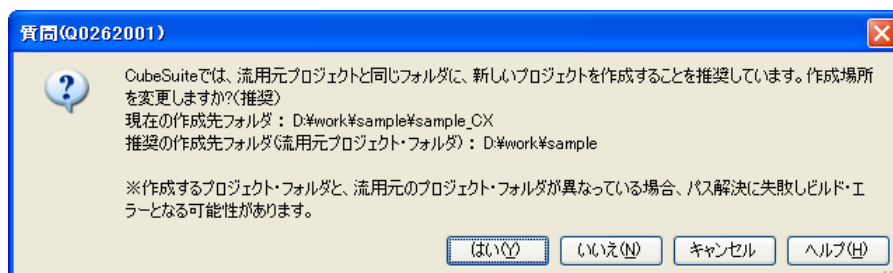 質問(Q0262001)
CubeSuiteでは、流用元プロジェクトと同じフォルダに、新しいプロジェクトを作成することを推奨しています。作成場所
を変更しますか?(推奨)
現在の作成先フォルダ : D:¥work¥sample¥sample_CX
推奨の作成先フォルダ(流用元プロジェクト・フォルダ) : D:¥work¥sample
※作成するプロジェクト・フォルダと、流用元のプロジェクト・フォルダが異なっている場合、パス解決に失敗しビルド・エ
ラーとなる可能性があります。
はい(Y) いいえ(N) キャンセル ヘルプ(H)